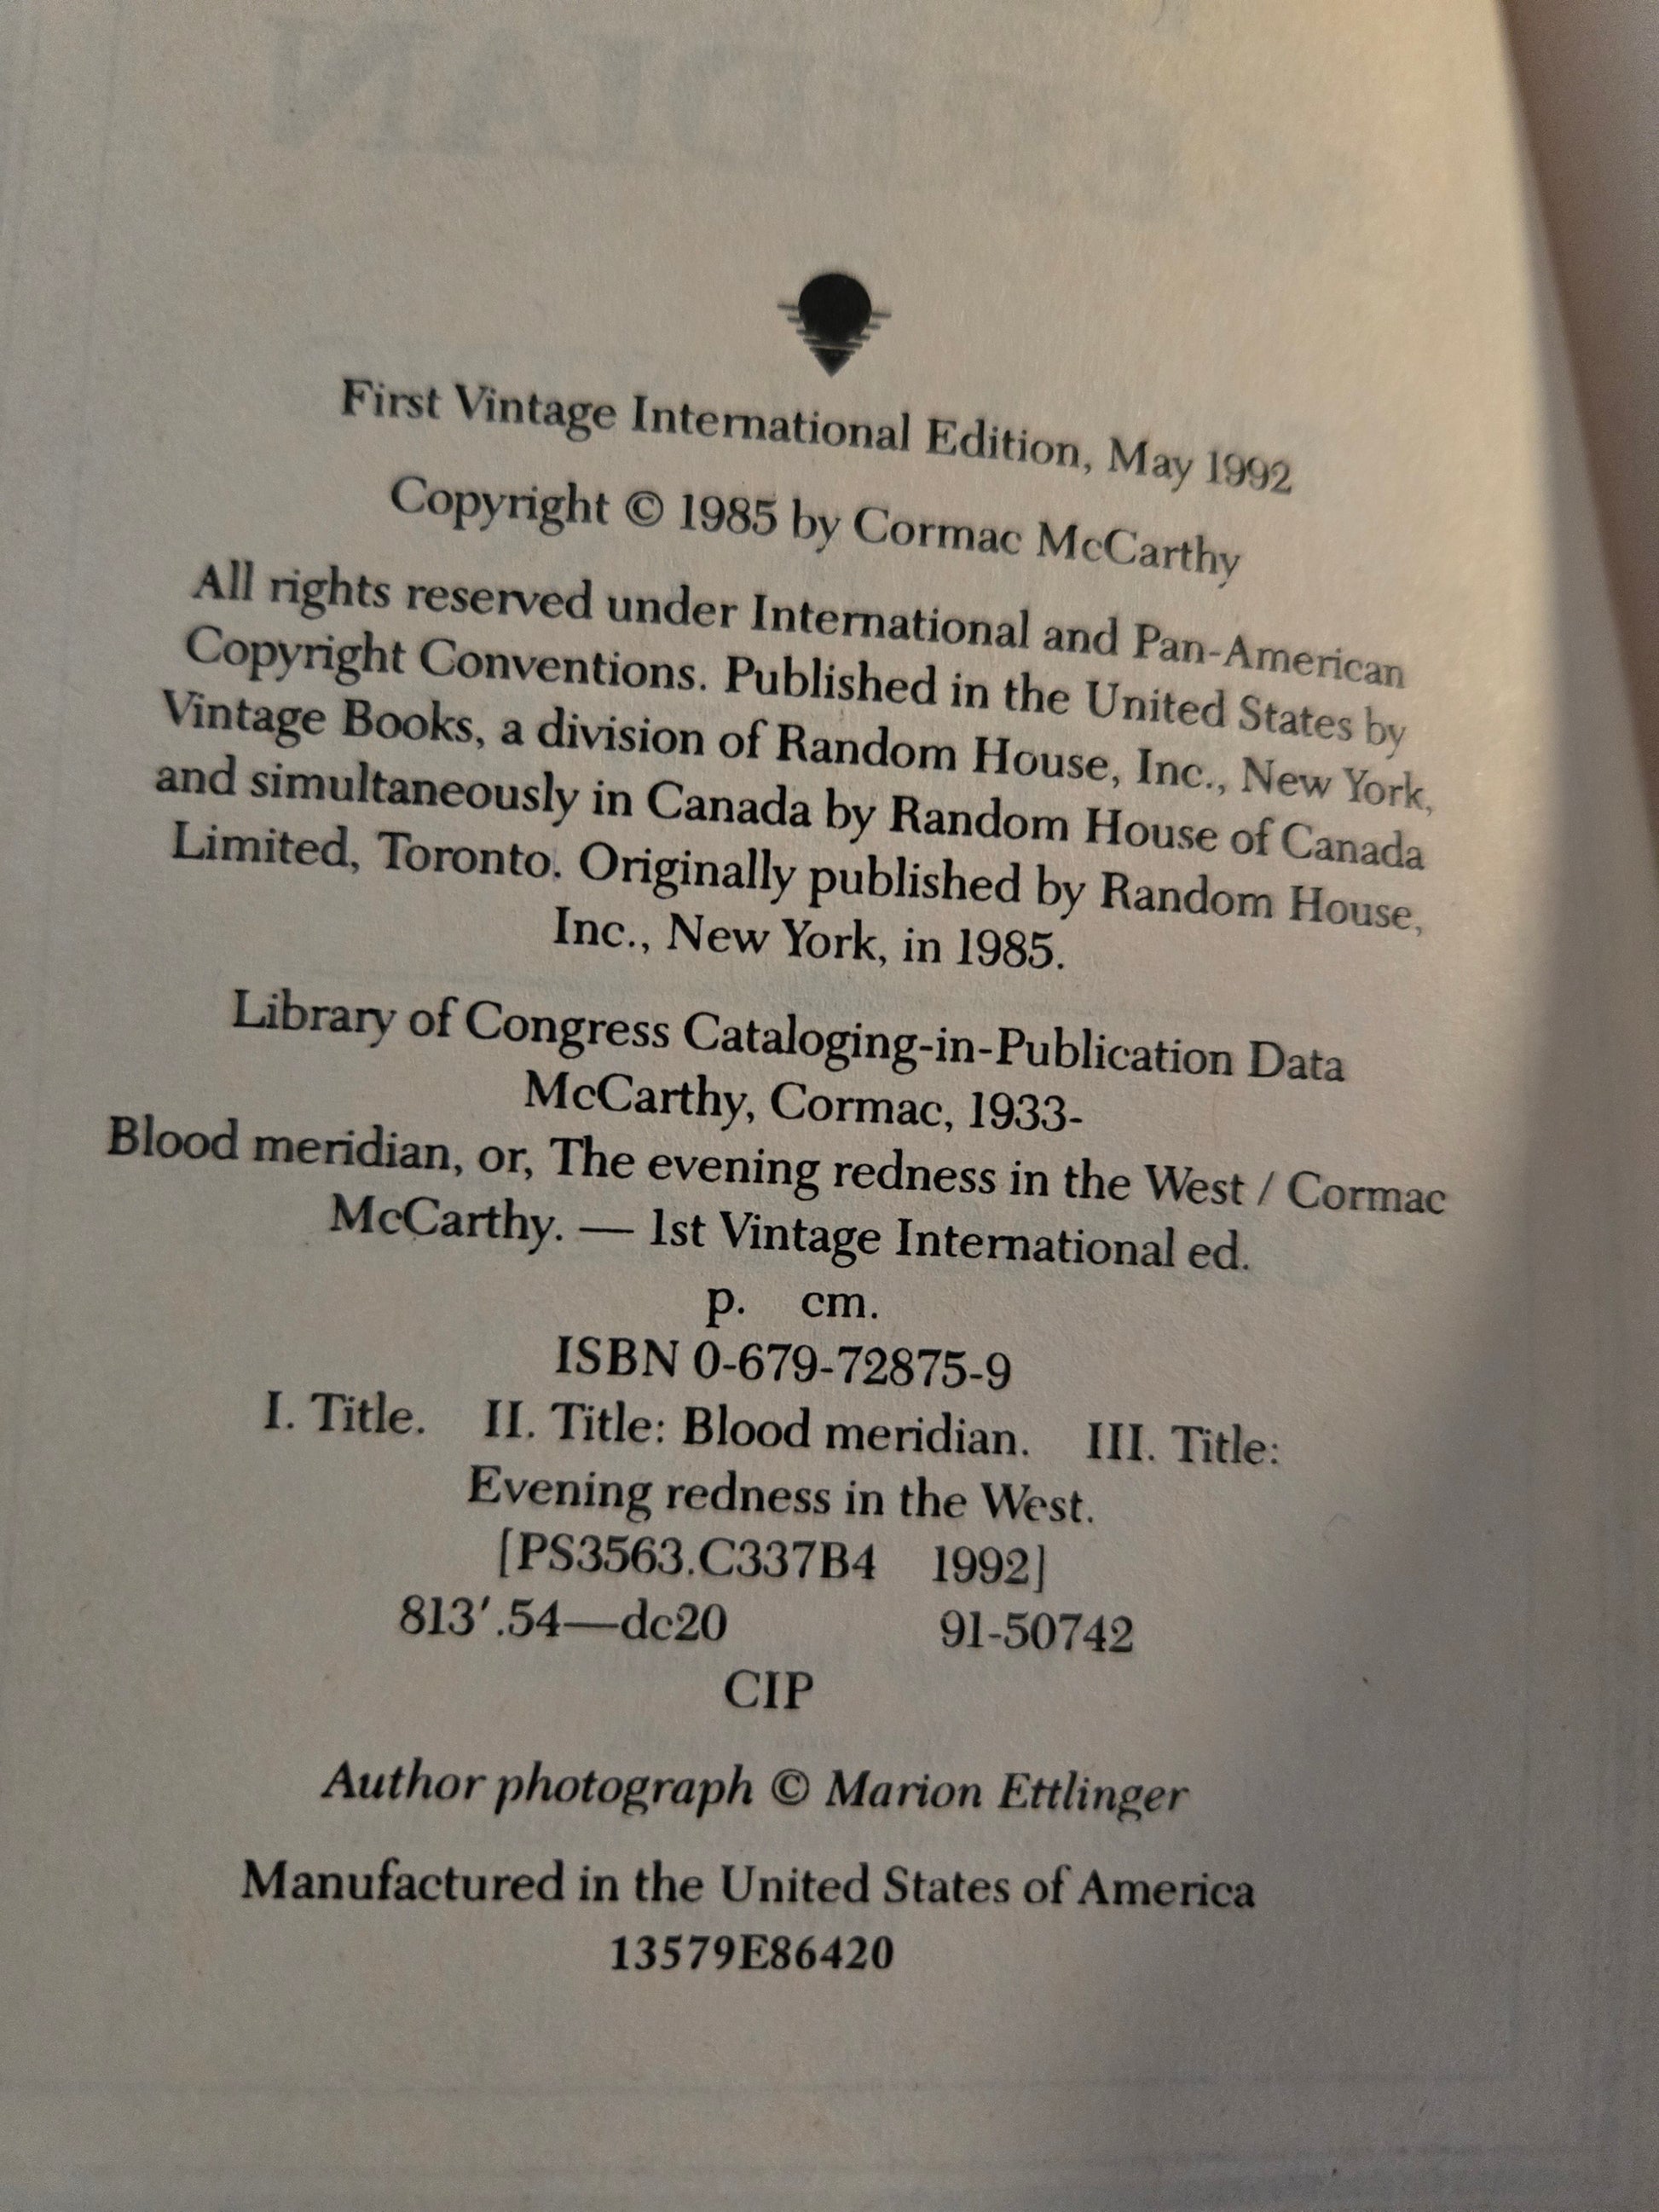 First Vintage International Edition, May 1992
Copyright © 1985 by Cormac McCarthy
All rights reserved under International and Pan-American
Copyright Conventions. Published in the United States by
Vintage Books, a division of Random House, Inc., New York,
and simultaneously in Canada by Random House of Canada
Limited, Toronto. Originally published by Random House,
Inc., New York, in 1985.
Library of Congress Cataloging-in-Publication Data
McCarthy, Cormac, 1933-
Blood meridian, or, The evening redness in the West / Cormac
McCarthy. — 1st Vintage International ed.
p. cm.
ISBN 0-679-72875-9
I. Title. II. Title: Blood meridian. III. Title:
Evening redness in the West.
[PS3563.C337B4 1992]
813′.54—dc20 91-50742
CIP
Author photograph © Marion Ettlinger
Manufactured in the United States of America
13579E86420